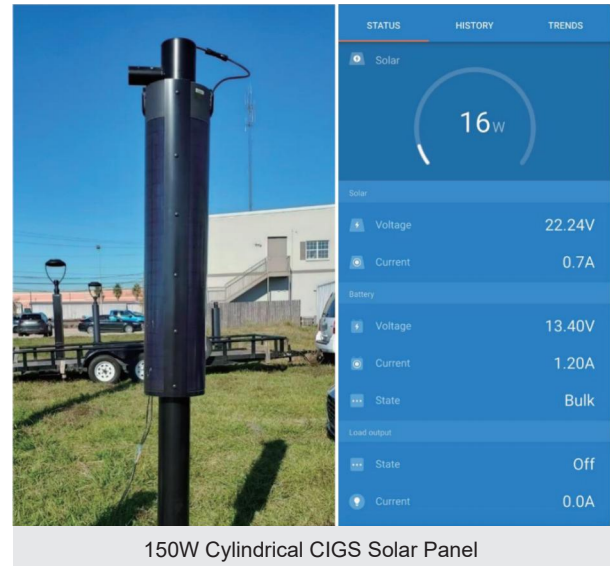 STATUS HISTORY TRENDS
Solar
16W
Solar
Voltage 22.24V
Current 0.7A
Battery
Voltage 13.40V
Current 1.20A
State Bulk
Load output
State Off
Current 0.0A
150W Cylindrical CIGS Solar Panel